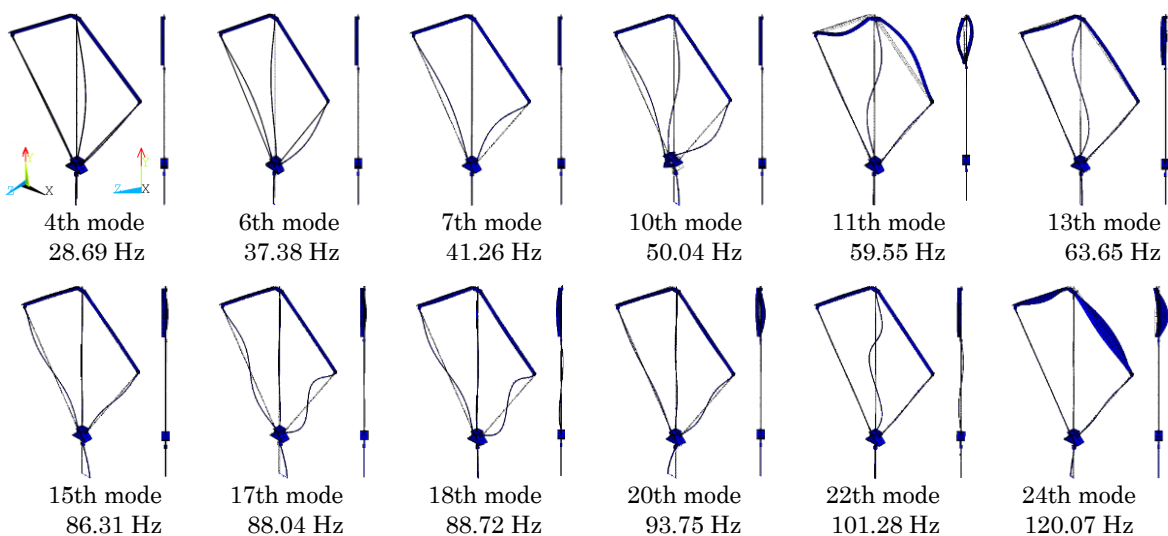 Y Y
Z X Z X
4th mode 6th mode 7th mode 10th mode 11th mode 13th mode
28.69 Hz 37.38 Hz 41.26 Hz 50.04 Hz 59.55 Hz 63.65 Hz
15th mode 17th mode 18th mode 20th mode 22th mode 24th mode
86.31 Hz 88.04 Hz 88.72 Hz 93.75 Hz 101.28 Hz 120.07 Hz